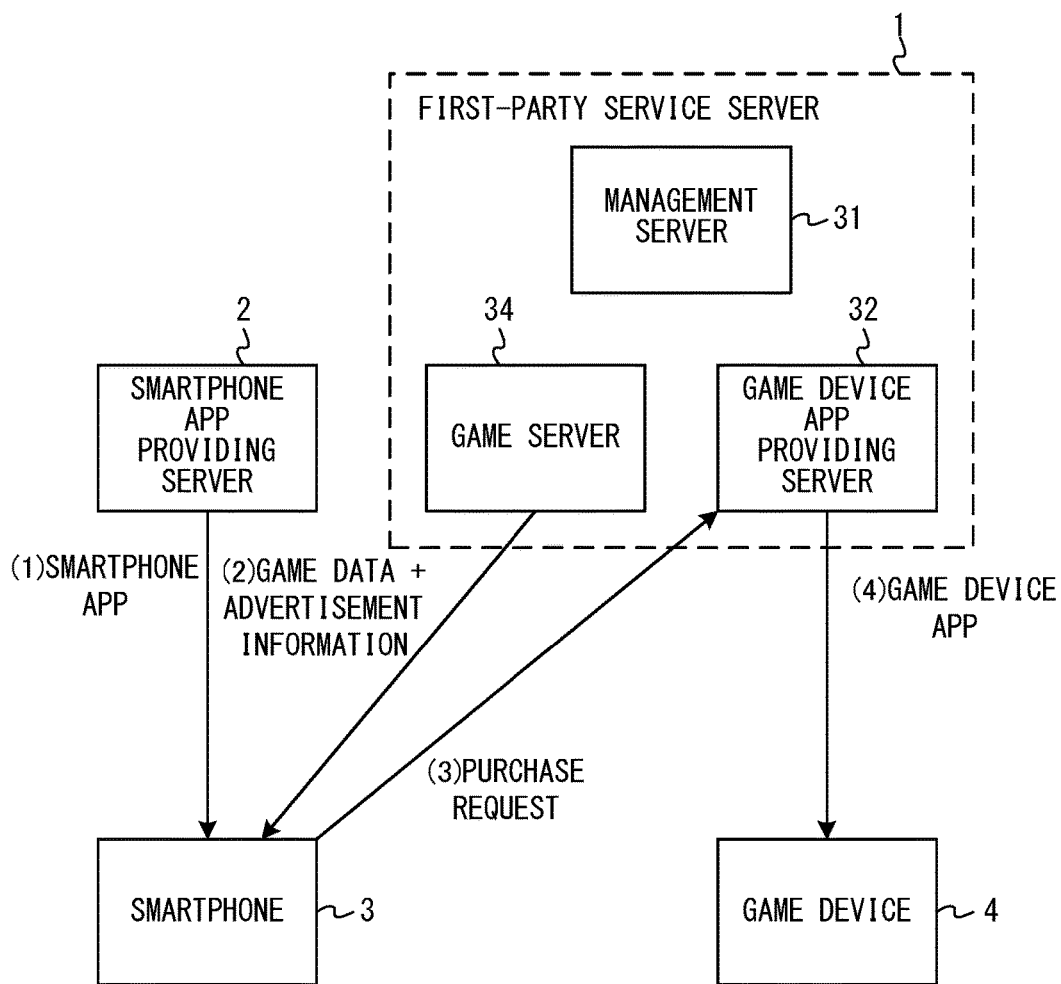 1
FIRST-PARTY SERVICE SERVER
MANAGEMENT
SERVER
31
2
34
32
SMARTPHONE
APP
PROVIDING
SERVER
GAME SERVER
GAME DEVICE
APP
PROVIDING
SERVER
(1)SMARTPHONE
APP
(2)GAME DATA +
ADVERTISEMENT
INFORMATION
(4)GAME DEVICE
APP
(3)PURCHASE
REQUEST
SMARTPHONE
3
GAME DEVICE
4